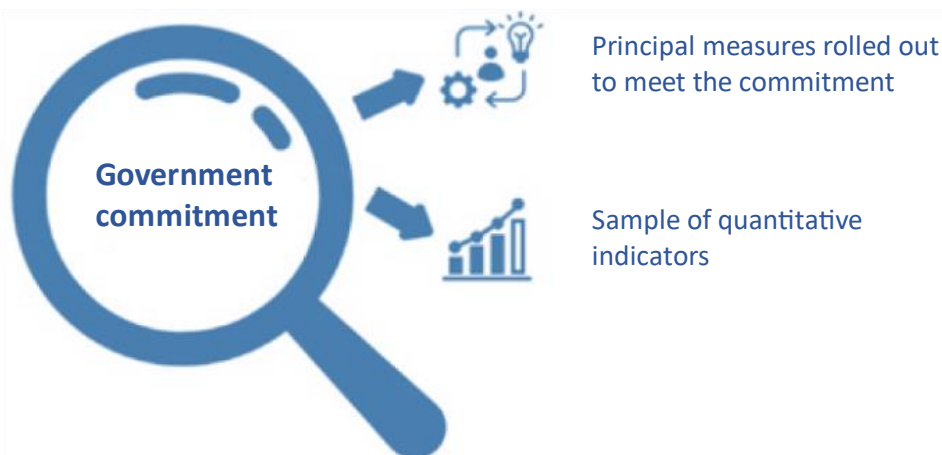 Principal measures rolled out
to meet the commitment
Government
commitment
Sample of quantitative
indicators